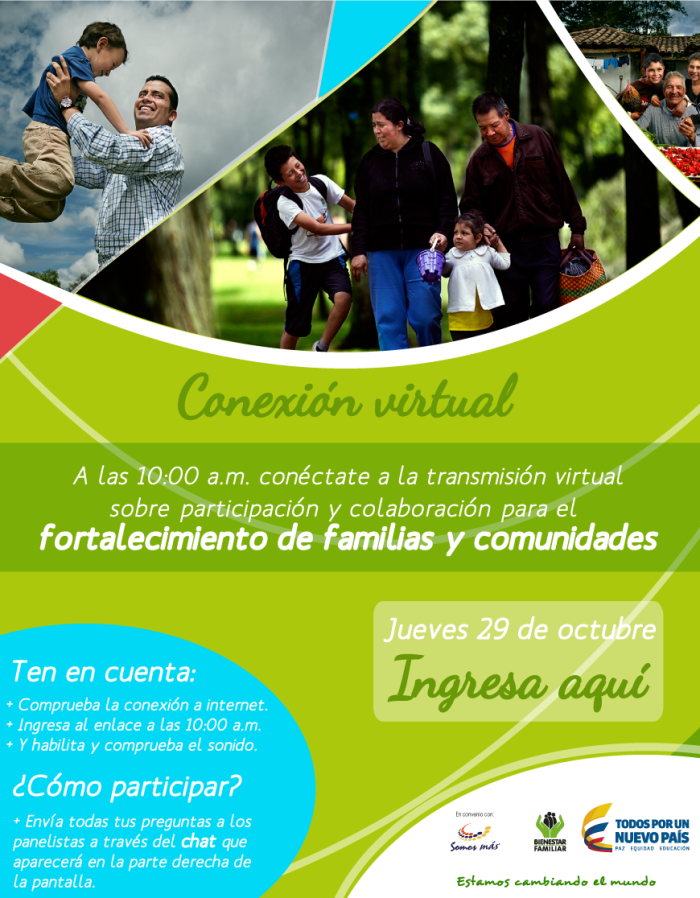 Conexión virtual
A las 10:00 a.m. conéctate a la transmisión virtual
sobre participación y colaboración para el
fortalecimiento de familias y comunidades
Jueves 29 de octubre
Ingresa aquí
Ten en cuenta:
+ Comprueba la conexión a internet.
+ Ingresa al enlace a las 10:00 a.m.
+ Y habilita y comprueba el sonido.
¿Cómo participar?
+ Envía todas tus preguntas a los
panelistas a través del chat que
aparecerá en la parte derecha de
la pantalla.
En convenio con:
Somos más
BIENESTAR
FAMILIAR
TODOS POR UN
NUEVO PAÍS
PAZ EQUIDAD EDUCACIÓN
Estamos cambiando el mundo